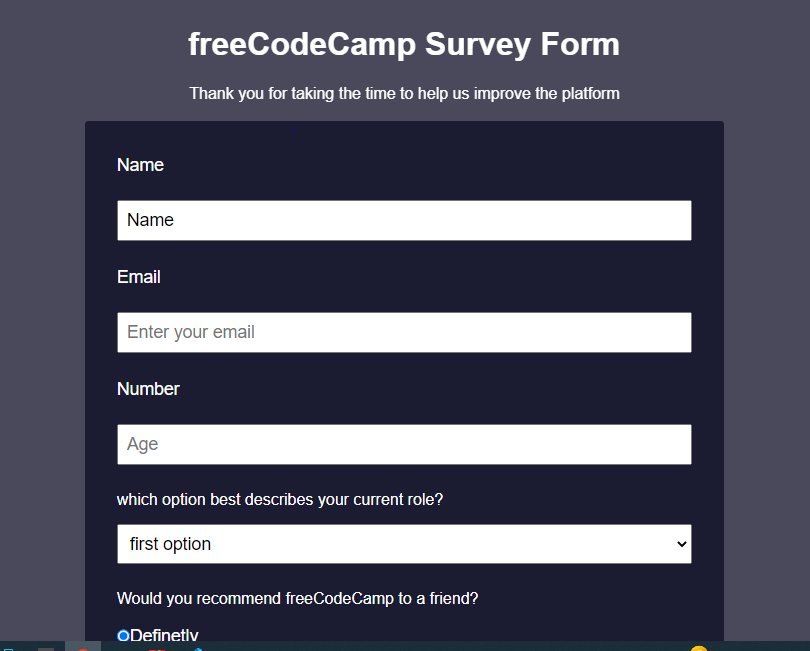 freeCodeCamp Survey Form
Thank you for taking the time to help us improve the platform
Name
Name
Email
Enter your email
Number
Age
which option best describes your current role?
first option
Would you recommend freeCodeCamp to a friend?
Definetly